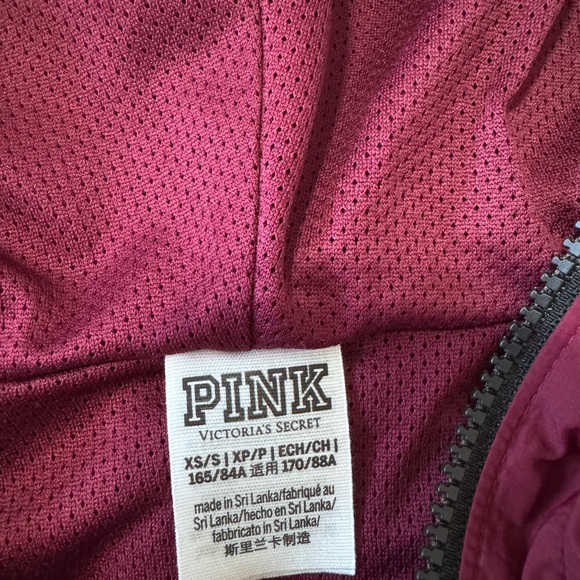 PINK
VICTORIA'S SECRET
XS/S | XP/P | ECH/CH |
165/84A 适用 170/88A
made in Sri Lanka/fabriqué au
Sri Lanka/hecho en Sri Lanka/
fabbricato in Sri Lanka/
斯里兰卡制造